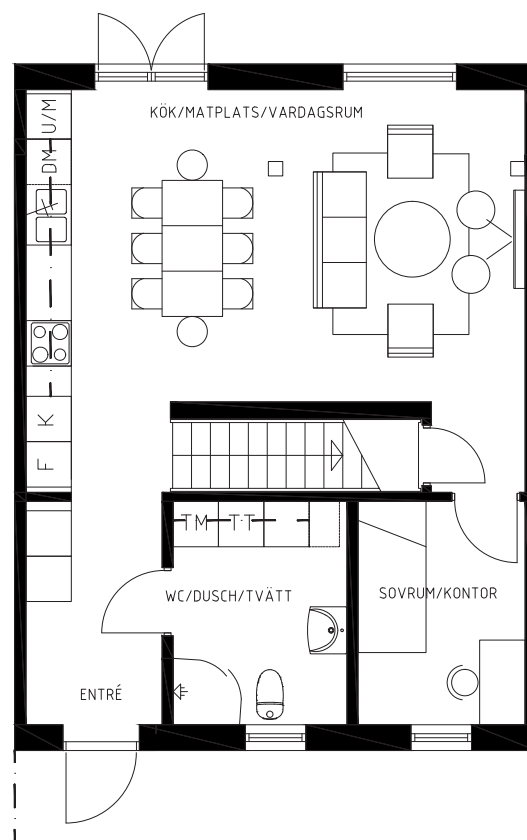 KÖK/MATPLATS/VARDAGSRUM
U/M
DM
K
F
TM
TT
WC/DUSCH/TVÄTT
SOVRUM/KONTOR
ENTRÉ